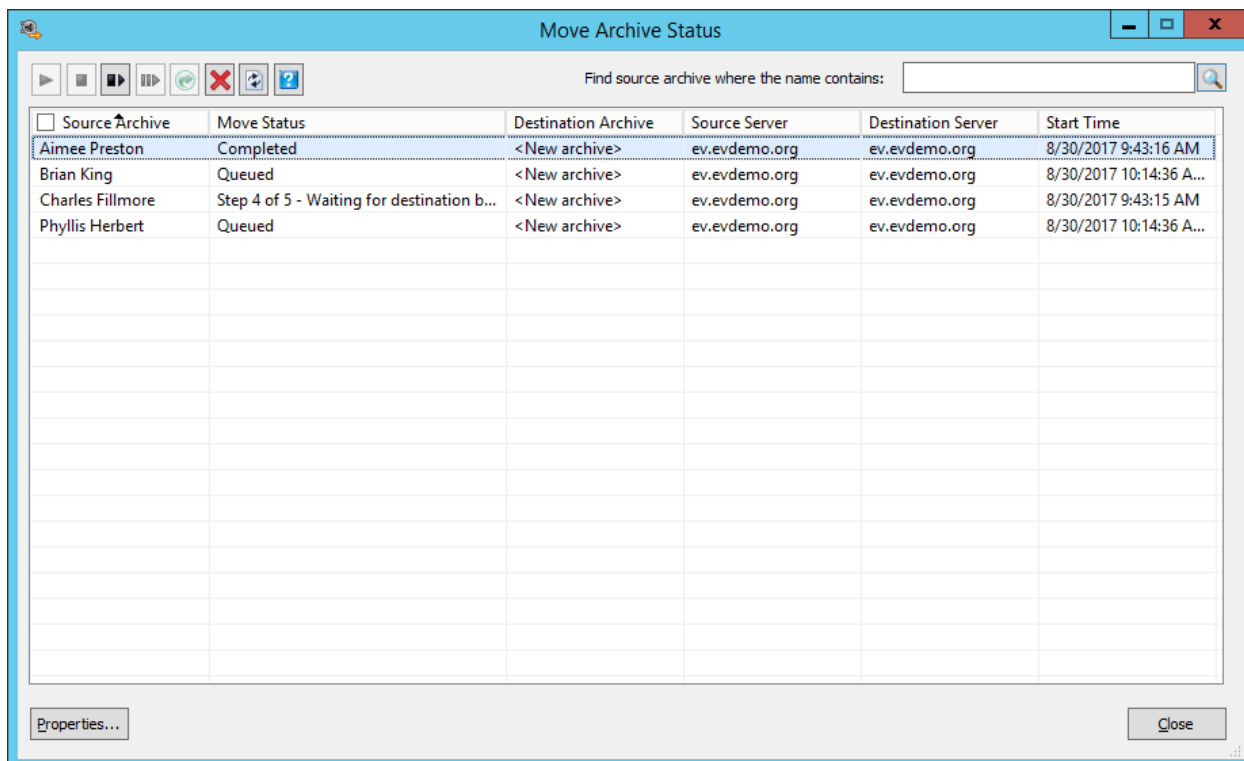 Move Archive Status
Find source archive where the name contains:
Source Archive Move Status Destination Archive Source Server Destination Server Start Time
Aimee Preston Completed <New archive> ev.evdemo.org ev.evdemo.org 8/30/2017 9:43:16 AM
Brian King Queued <New archive> ev.evdemo.org ev.evdemo.org 8/30/2017 10:14:36 A...
Charles Fillmore Step 4 of 5 - Waiting for destination b... <New archive> ev.evdemo.org ev.evdemo.org 8/30/2017 9:43:15 AM
Phyllis Herbert Queued <New archive> ev.evdemo.org ev.evdemo.org 8/30/2017 10:14:36 A...
Properties... Close